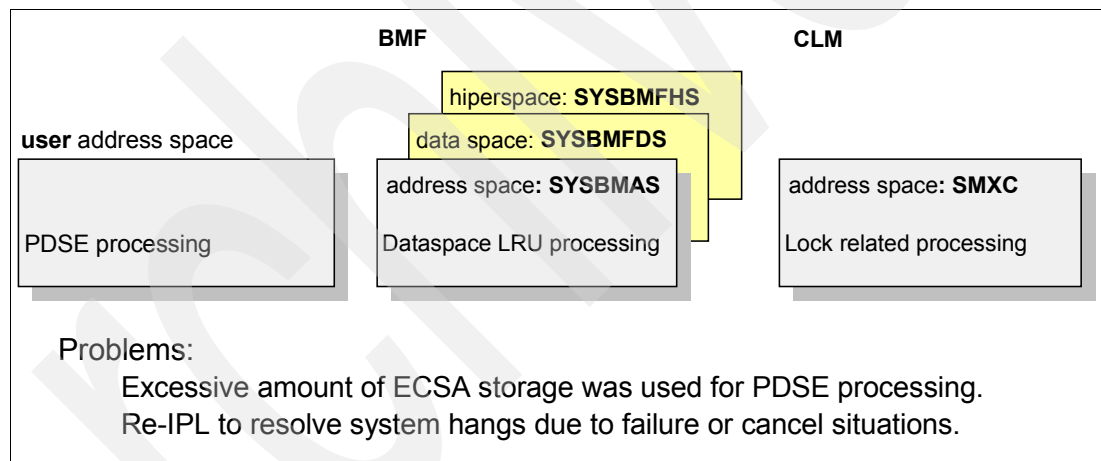 BMF
CLM
hiperspace: SYSBMFHS
user address space
data space: SYSBMFDS
address space: SYSBMAS
address space: SMXC
PDSE processing
Dataspace LRU processing
Lock related processing
Problems:
Excessive amount of ECSA storage was used for PDSE processing.
Re-IPL to resolve system hangs due to failure or cancel situations.